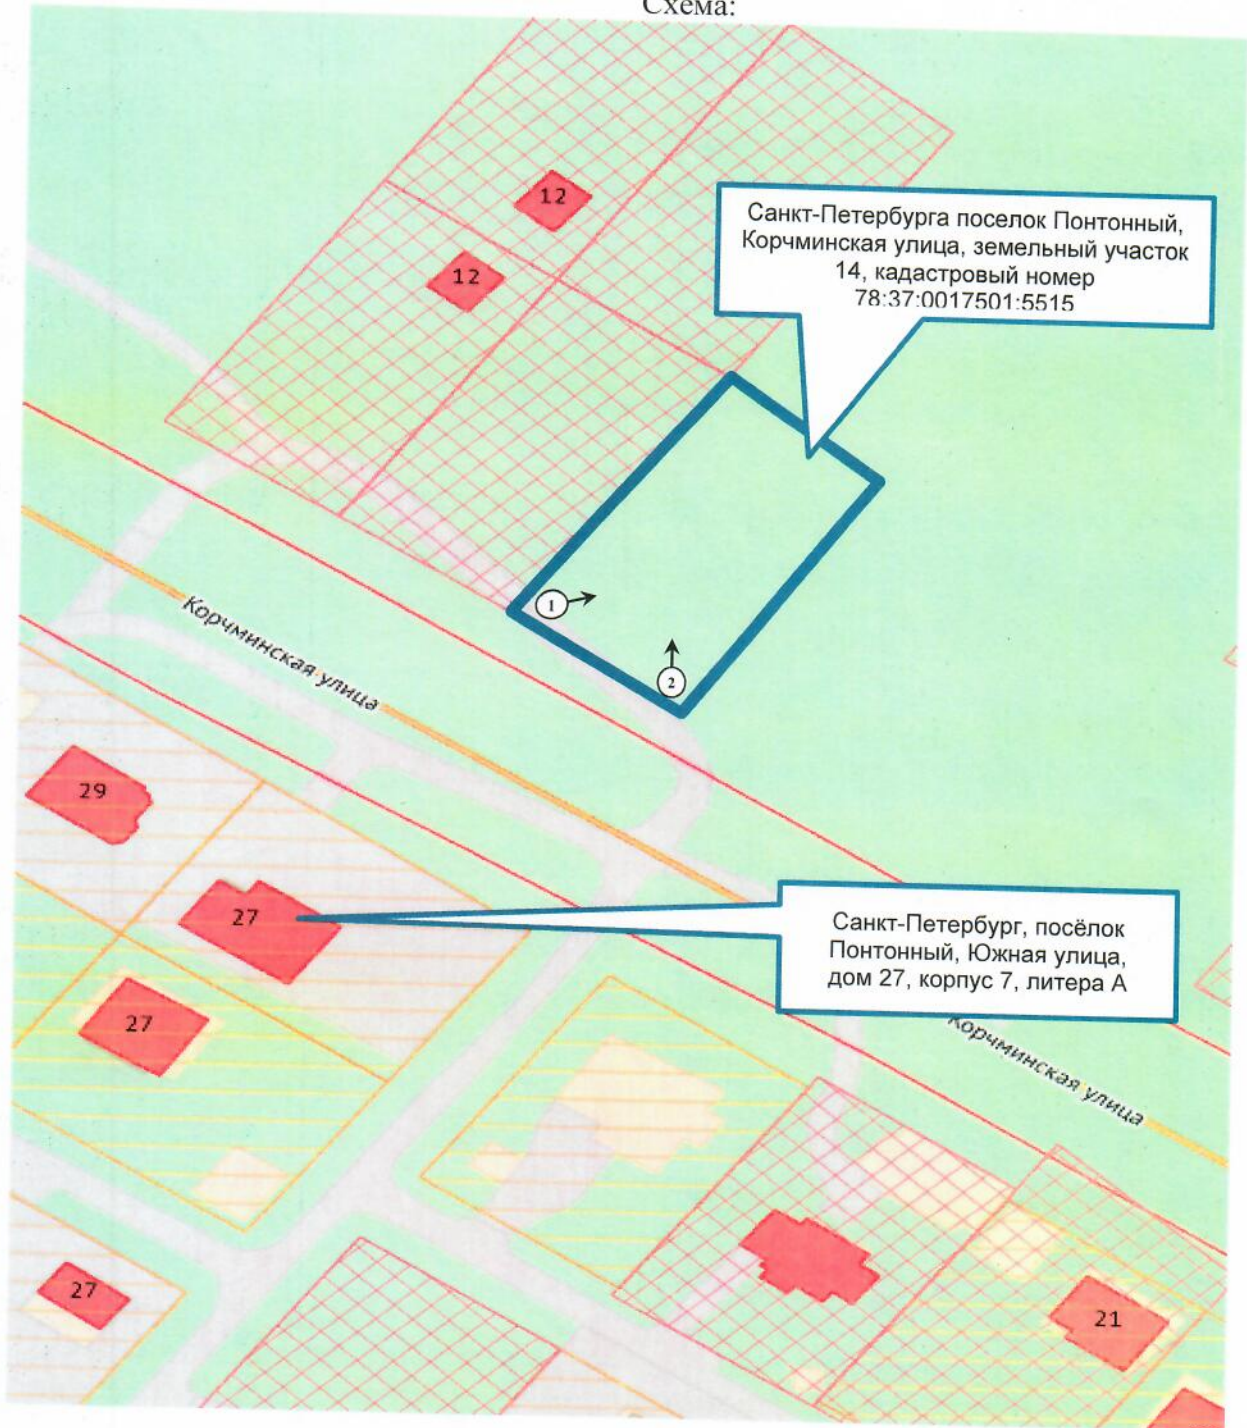 Схема:
12
12
Санкт-Петербурга поселок Понтонный,
Корчминская улица, земельный участок
14, кадастровый номер
78:37:0017501:5515
1
2
Корчминская улица
29
27
Санкт-Петербург, посёлок
Понтонный, Южная улица,
дом 27, корпус 7, литера А
27
Корчминская улица
27
21